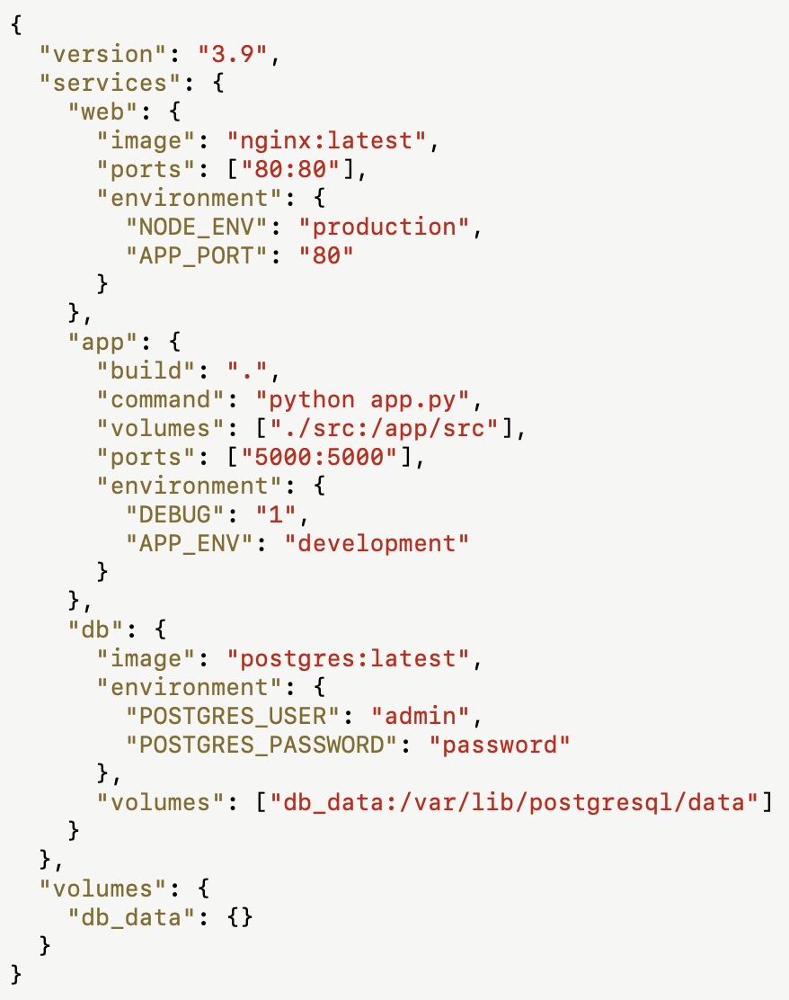 {
  "version": "3.9",
  "services": {
    "web": {
      "image": "nginx:latest",
      "ports": ["80:80"],
      "environment": {
        "NODE_ENV": "production",
        "APP_PORT": "80"
      }
    },
    "app": {
      "build": ".",
      "command": "python app.py",
      "volumes": ["./src:/app/src"],
      "ports": ["5000:5000"],
      "environment": {
        "DEBUG": "1",
        "APP_ENV": "development"
      }
    },
    "db": {
      "image": "postgres:latest",
      "environment": {
        "POSTGRES_USER": "admin",
        "POSTGRES_PASSWORD": "password"
      },
      "volumes": ["db_data:/var/lib/postgresql/data"]
    }
  },
  "volumes": {
    "db_data": {}
  }
}